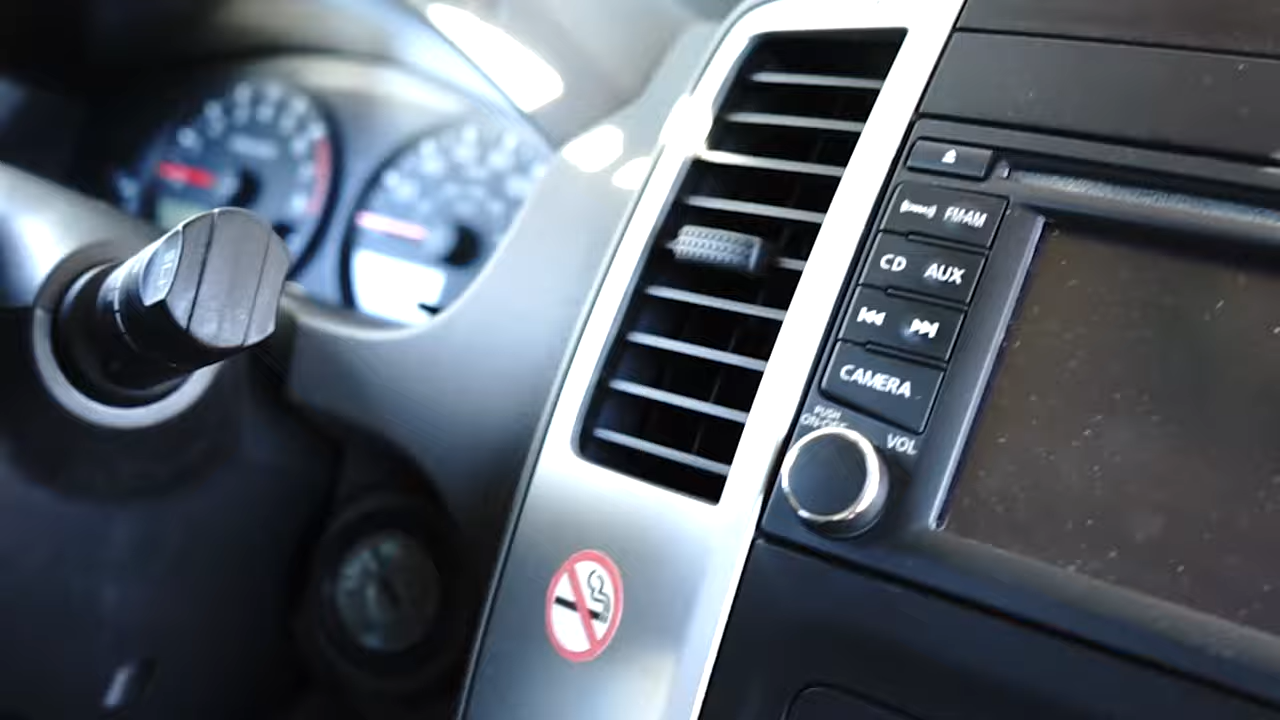 FM/AM
CD AUX
CAMERA
PUSH
ON·OFF
VOL